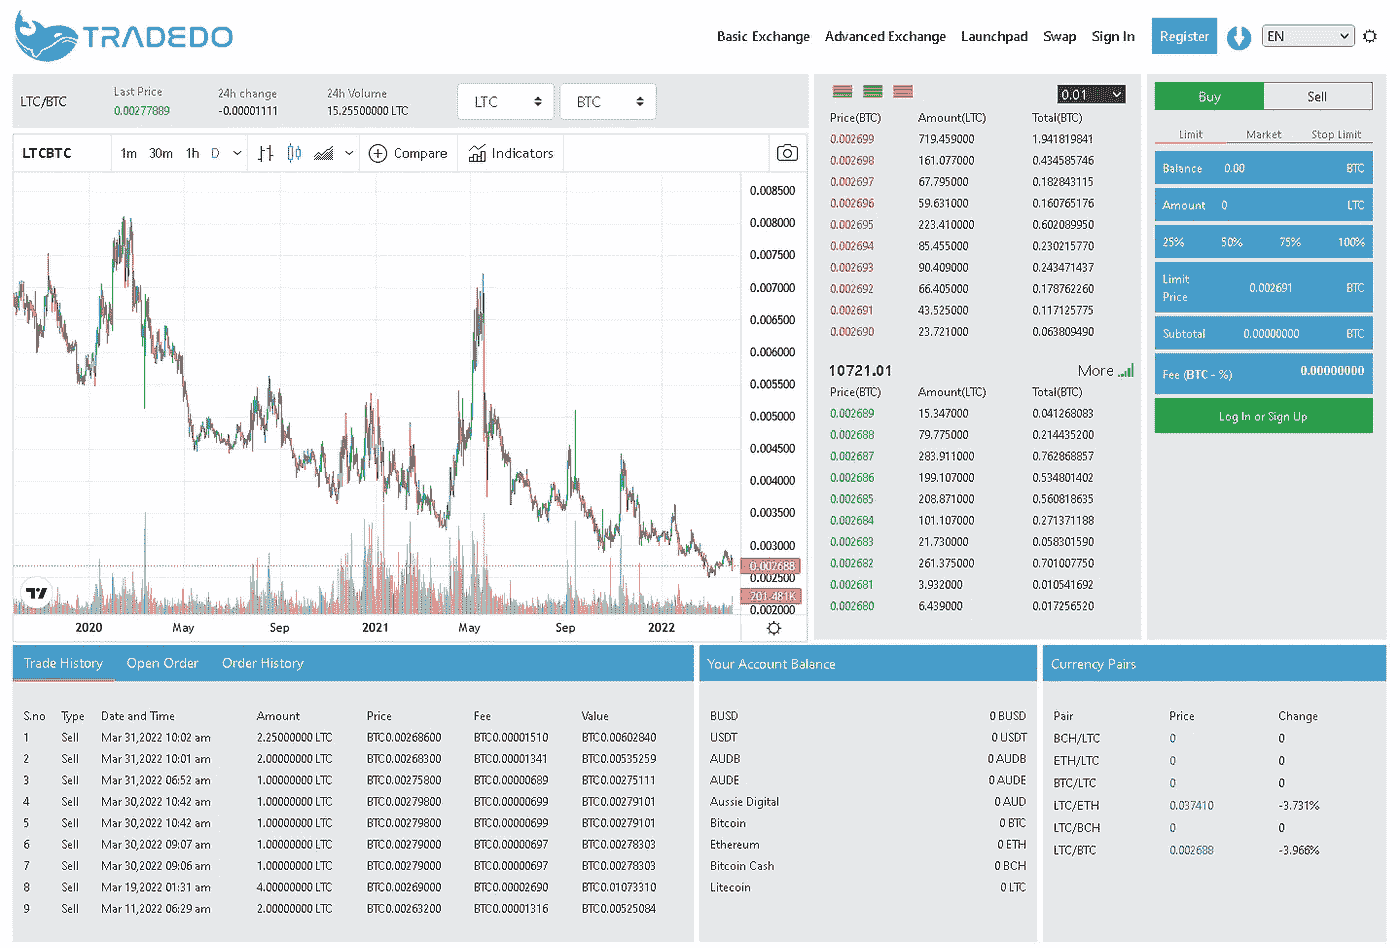 TRADEDO
Basic Exchange Advanced Exchange Launchpad Swap Sign In Register EN
LTC/BTC
Last Price
0.00277889
24h change
-0.00001111
24h Volume
15.25500000 LTC
LTC
BTC
LTCBTC 1m 30m 1h D Compare Indicators
0.008500
0.008000
0.007500
0.007000
0.006500
0.006000
0.005500
0.005000
0.004500
0.004000
0.003500
0.003000
0.002688
0.002500
201.481K
0.002000
2020 May Sep 2021 May Sep 2022
0.01
Price(BTC) Amount(LTC) Total(BTC)
0.002699 719.459000 1.941819841
0.002698 161.077000 0.434585746
0.002697 67.795000 0.182843115
0.002696 59.631000 0.160765176
0.002695 223.410000 0.602089950
0.002694 85.455000 0.230215770
0.002693 90.409000 0.243471437
0.002692 66.405000 0.178762260
0.002691 43.525000 0.117125775
0.002690 23.721000 0.063809490
10721.01 More
Price(BTC) Amount(LTC) Total(BTC)
0.002689 15.347000 0.041268083
0.002688 79.775000 0.214435200
0.002687 283.911000 0.762868857
0.002686 199.107000 0.534801402
0.002685 208.871000 0.560818635
0.002684 101.107000 0.271371188
0.002683 21.730000 0.058301590
0.002682 261.375000 0.701007750
0.002681 3.932000 0.010541692
0.002680 6.439000 0.017256520
Buy Sell
Limit Market Stop Limit
Balance 0.00 BTC
Amount 0 LTC
25% 50% 75% 100%
Limit Price 0.002691 BTC
Subtotal 0.00000000 BTC
Fee (BTC - %) 0.00000000
Log In or Sign Up
Trade History Open Order Order History
S.no Type Date and Time Amount Price Fee Value
1 Sell Mar 31,2022 10:02 am 2.25000000 LTC BTC0.00268600 BTC0.00001510 BTC0.00602840
2 Sell Mar 31,2022 10:01 am 2.00000000 LTC BTC0.00268300 BTC0.00001341 BTC0.00535259
3 Sell Mar 31,2022 06:52 am 1.00000000 LTC BTC0.00275800 BTC0.00000689 BTC0.00275111
4 Sell Mar 30,2022 10:42 am 1.00000000 LTC BTC0.00279800 BTC0.00000699 BTC0.00279101
5 Sell Mar 30,2022 10:42 am 1.00000000 LTC BTC0.00279800 BTC0.00000699 BTC0.00279101
6 Sell Mar 30,2022 09:07 am 1.00000000 LTC BTC0.00279000 BTC0.00000697 BTC0.00278303
7 Sell Mar 30,2022 09:06 am 1.00000000 LTC BTC0.00279000 BTC0.00000697 BTC0.00278303
8 Sell Mar 19,2022 01:31 am 4.00000000 LTC BTC0.00269000 BTC0.00002690 BTC0.01073310
9 Sell Mar 11,2022 06:29 am 2.00000000 LTC BTC0.00263200 BTC0.00001316 BTC0.00525084
Your Account Balance
BUSD 0 BUSD
USDT 0 USDT
AUDB 0 AUDB
AUDE 0 AUDE
Aussie Digital 0 AUD
Bitcoin 0 BTC
Ethereum 0 ETH
Bitcoin Cash 0 BCH
Litecoin 0 LTC
Currency Pairs
Pair Price Change
BCH/LTC 0 0
ETH/LTC 0 0
BTC/LTC 0 0
LTC/ETH 0.037410 -3.731%
LTC/BCH 0 0
LTC/BTC 0.002688 -3.966%